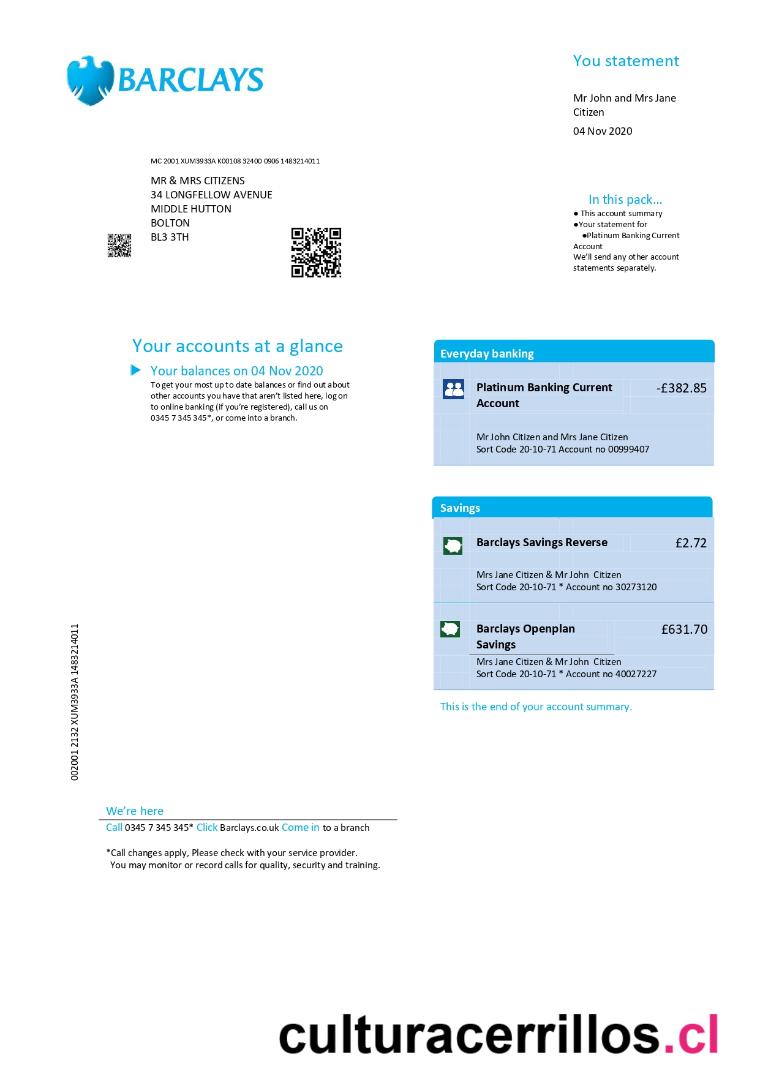 BARCLAYS
You statement
Mr John and Mrs Jane
Citizen
04 Nov 2020
MC 2001 XUM3933A K00108 32400 0906 1483214011
MR & MRS CITIZENS
34 LONGFELLOW AVENUE
MIDDLE HUTTON
BOLTON
BL3 3TH
In this pack...
● This account summary
●Your statement for
●Platinum Banking Current
Account
We'll send any other account
statements separately.
Your accounts at a glance
Your balances on 04 Nov 2020
To get your most up to date balances or find out about
other accounts you have that aren't listed here, log on
to online banking (if you're registered), call us on
0345 7 345 345*, or come into a branch.
Everyday banking
Platinum Banking Current -£382.85
Account
Mr John Citizen and Mrs Jane Citizen
Sort Code 20-10-71 Account no 00999407
Savings
Barclays Savings Reverse £2.72
Mrs Jane Citizen & Mr John Citizen
Sort Code 20-10-71 * Account no 30273120
Barclays Openplan £631.70
Savings
Mrs Jane Citizen & Mr John Citizen
Sort Code 20-10-71 * Account no 40027227
This is the end of your account summary.
002001 2132 XUM3933A 1483214011
We're here
Call 0345 7 345 345* Click Barclays.co.uk Come in to a branch
*Call changes apply, Please check with your service provider.
You may monitor or record calls for quality, security and training.
culturacerrillos.cl